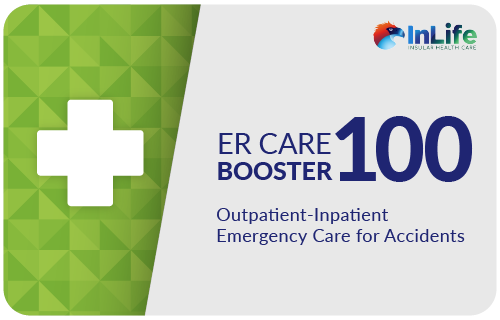 InLife
INSULAR HEALTH CARE
ER CARE
BOOSTER 100
Outpatient-Inpatient
Emergency Care for Accidents